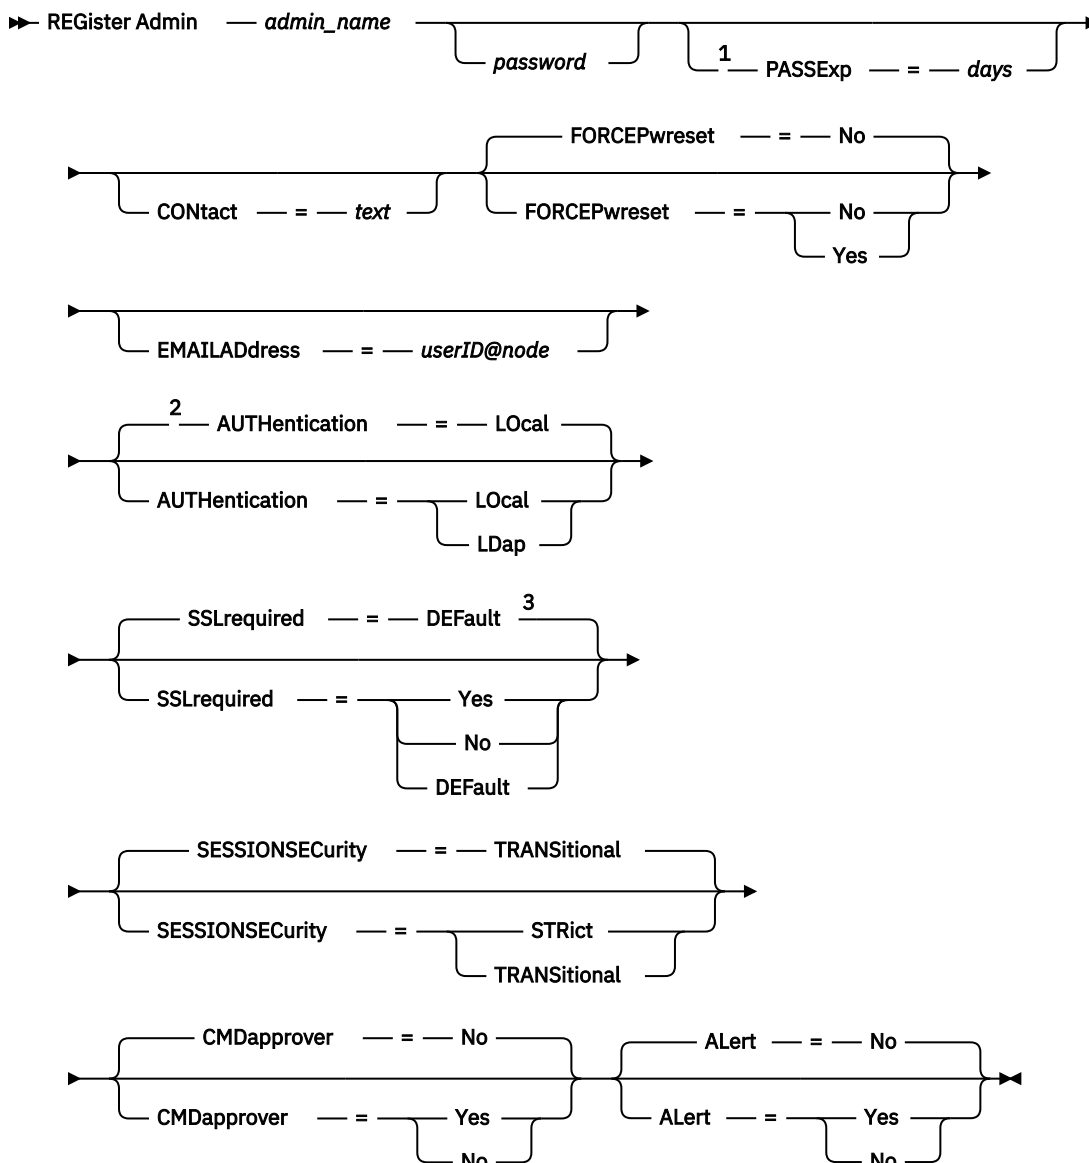 REGister Admin — admin_name
password
1 PASSExp = days
FORCEPwreset = No
CONtact = text
FORCEPwreset = No
Yes
EMAILADdress = userID@node
2 AUTHentication = LOcal
AUTHentication = LOcal
LDap
SSLrequired = DEFault 3
SSLrequired = Yes
No
DEFault
SESSIONSECurity = TRANSitional
SESSIONSECurity = STRict
TRANSitional
CMDapprover = No
ALert = No
CMDapprover = Yes
ALert = Yes
No
No